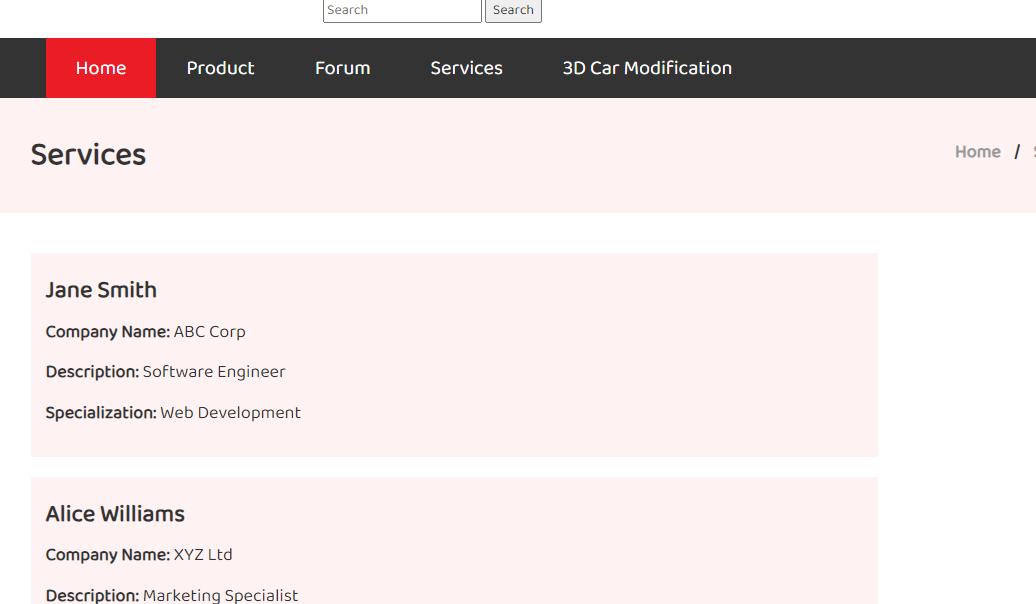 Search Search
Home Product Forum Services 3D Car Modification
Services
Home /
Jane Smith
Company Name: ABC Corp
Description: Software Engineer
Specialization: Web Development
Alice Williams
Company Name: XYZ Ltd
Description: Marketing Specialist